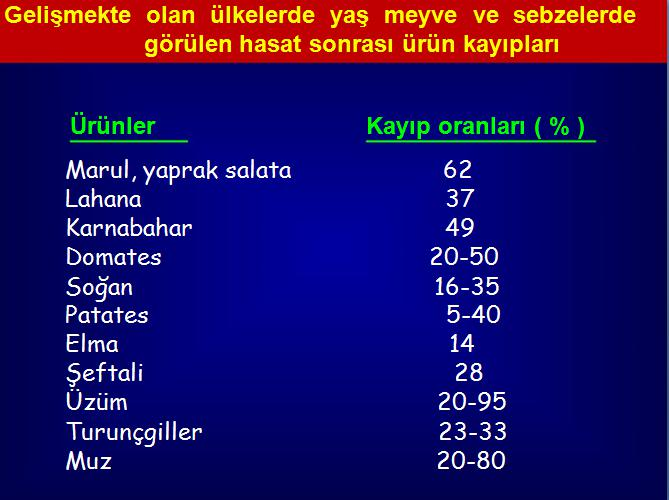 Gelişmekte olan ülkelerde yaş meyve ve sebzelerde
görülen hasat sonrası ürün kayıpları
Ürünler Kayıp oranları ( % )
Marul, yaprak salata 62
Lahana 37
Karnabahar 49
Domates 20-50
Soğan 16-35
Patates 5-40
Elma 14
Şeftali 28
Üzüm 20-95
Turunçgiller 23-33
Muz 20-80